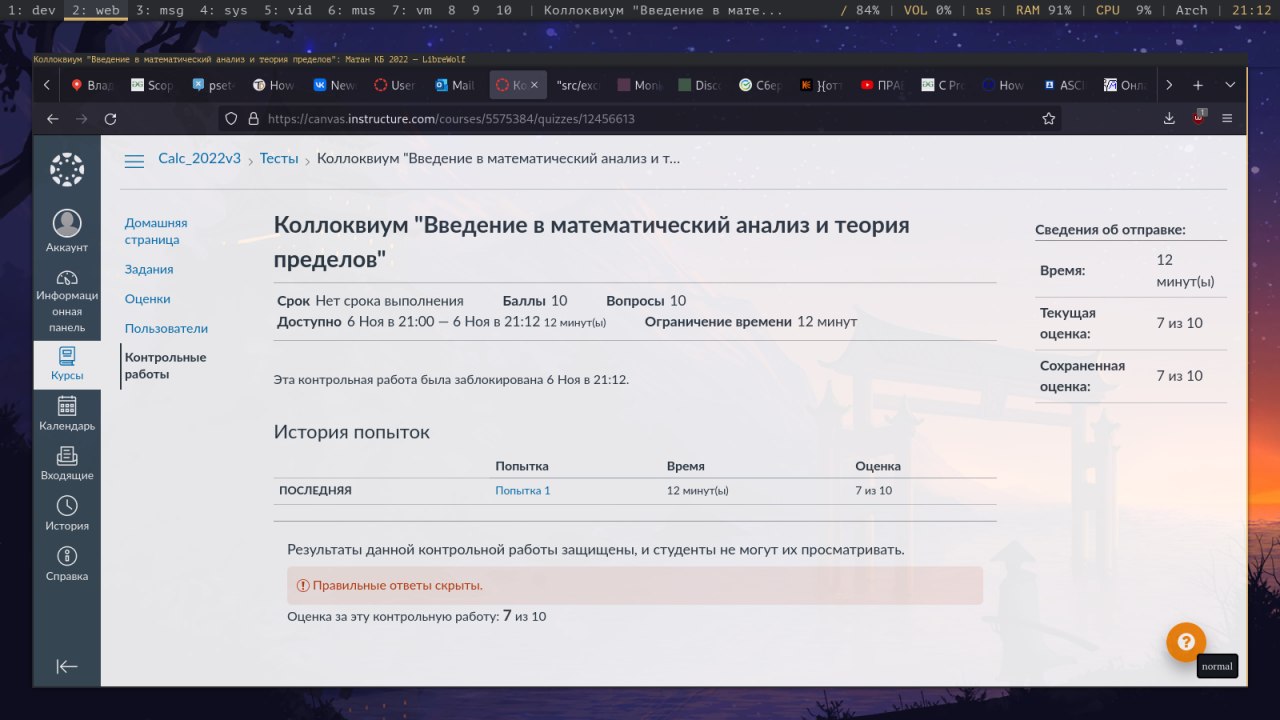 1: dev 2: web 3: msg 4: sys 5: vid 6: mus 7: vm 8 9 10 | Коллоквиум "Введение в мате... / 84% | VOL 0% | us | RAM 91% | CPU 9% | Arch | 21:12
Коллоквиум "Введение в математический анализ и теория пределов": Матан КБ 2022 — LibreWolf
Влад Scop pset- How New User Mail Ко "src/exc Monk Disco Сбер }{отт ПРА C Pro How ASCI Онл
https://canvas.instructure.com/courses/5575384/quizzes/12456613
Calc_2022v3 › Тесты › Коллоквиум "Введение в математический анализ и т...
Аккаунт
Информаци
онная
панель
Курсы
Календарь
Входящие
История
Справка
Домашняя
страница
Задания
Оценки
Пользователи
Контрольные
работы
Коллоквиум "Введение в математический анализ и теория
пределов"
Срок Нет срока выполнения Баллы 10 Вопросы 10
Доступно 6 Ноя в 21:00 — 6 Ноя в 21:12 12 минут(ы) Ограничение времени 12 минут
Эта контрольная работа была заблокирована 6 Ноя в 21:12.
История попыток
Попытка Время Оценка
ПОСЛЕДНЯЯ Попытка 1 12 минут(ы) 7 из 10
Результаты данной контрольной работы защищены, и студенты не могут их просматривать.
Правильные ответы скрыты.
Оценка за эту контрольную работу: 7 из 10
Сведения об отправке:
Время: 12
минут(ы)
Текущая
оценка: 7 из 10
Сохраненная
оценка: 7 из 10
normal